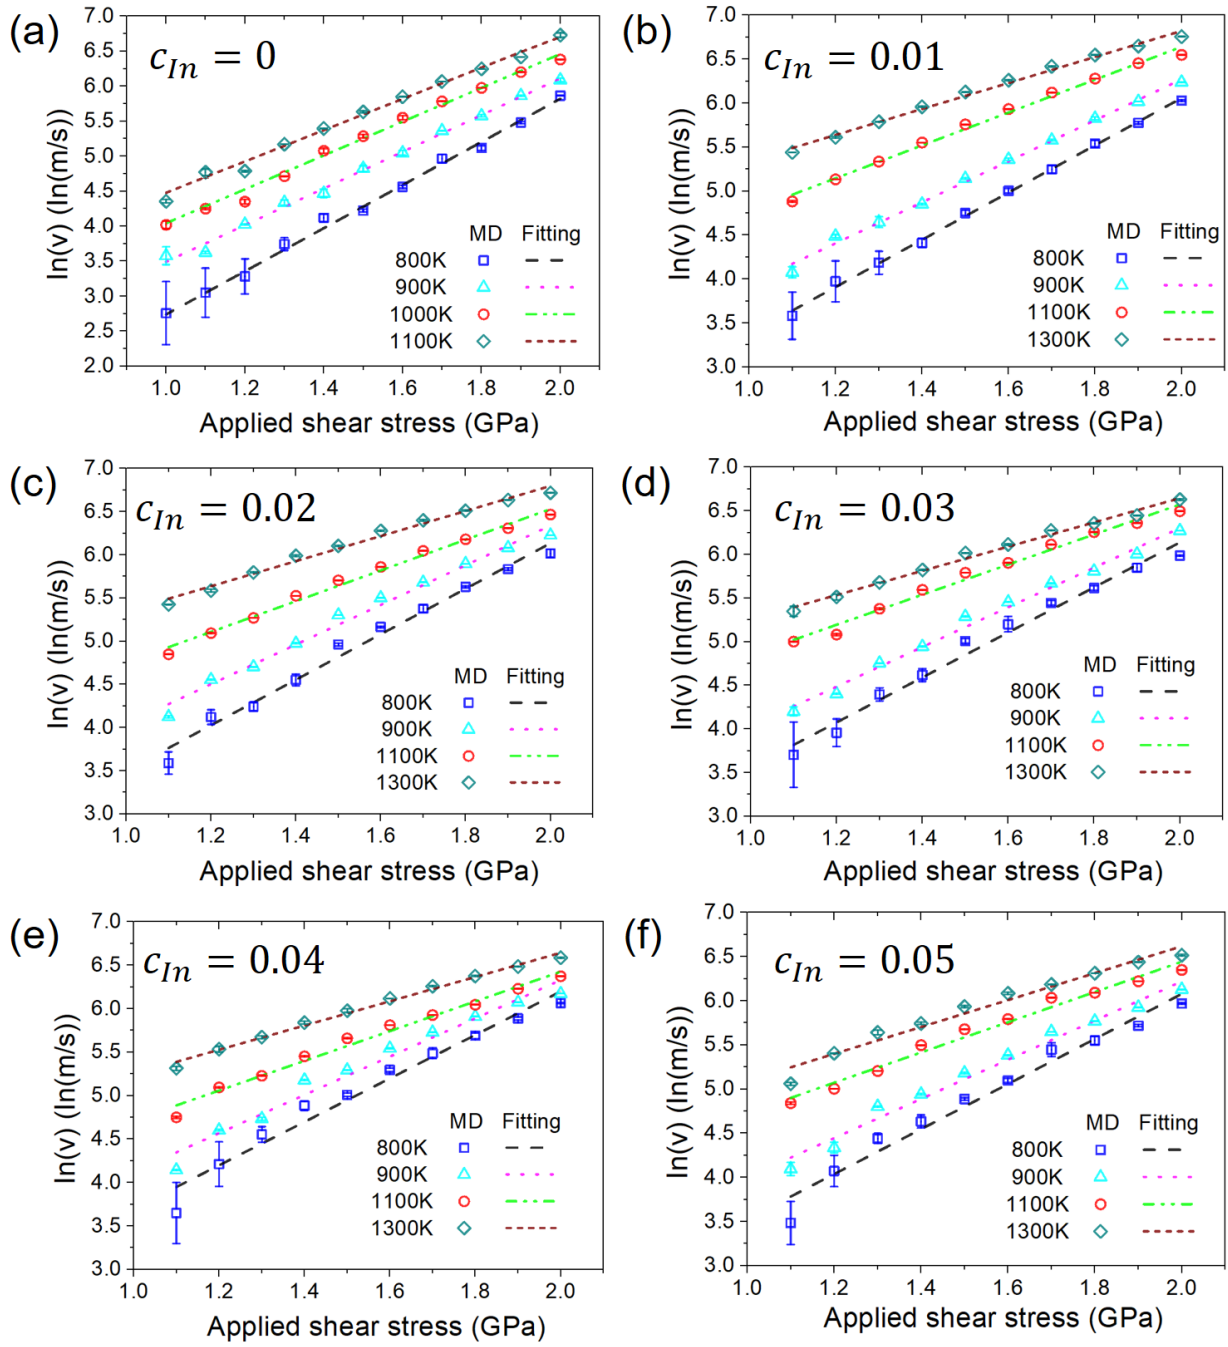 (a)
c_In = 0
ln(v) (ln(m/s))
7.0
6.5
6.0
5.5
5.0
4.5
4.0
3.5
3.0
2.5
2.0
MD Fitting
800K
900K
1000K
1100K
1.0 1.2 1.4 1.6 1.8 2.0
Applied shear stress (GPa)
(b)
c_In = 0.01
ln(v) (ln(m/s))
7.0
6.5
6.0
5.5
5.0
4.5
4.0
3.5
3.0
MD Fitting
800K
900K
1100K
1300K
1.0 1.2 1.4 1.6 1.8 2.0
Applied shear stress (GPa)
(c)
c_In = 0.02
ln(v) (ln(m/s))
7.0
6.5
6.0
5.5
5.0
4.5
4.0
3.5
3.0
MD Fitting
800K
900K
1100K
1300K
1.0 1.2 1.4 1.6 1.8 2.0
Applied shear stress (GPa)
(d)
c_In = 0.03
ln(v) (ln(m/s))
7.0
6.5
6.0
5.5
5.0
4.5
4.0
3.5
3.0
MD Fitting
800K
900K
1100K
1300K
1.0 1.2 1.4 1.6 1.8 2.0
Applied shear stress (GPa)
(e)
c_In = 0.04
ln(v) (ln(m/s))
7.0
6.5
6.0
5.5
5.0
4.5
4.0
3.5
3.0
MD Fitting
800K
900K
1100K
1300K
1.0 1.2 1.4 1.6 1.8 2.0
Applied shear stress (GPa)
(f)
c_In = 0.05
ln(v) (ln(m/s))
7.0
6.5
6.0
5.5
5.0
4.5
4.0
3.5
3.0
MD Fitting
800K
900K
1100K
1300K
1.0 1.2 1.4 1.6 1.8 2.0
Applied shear stress (GPa)